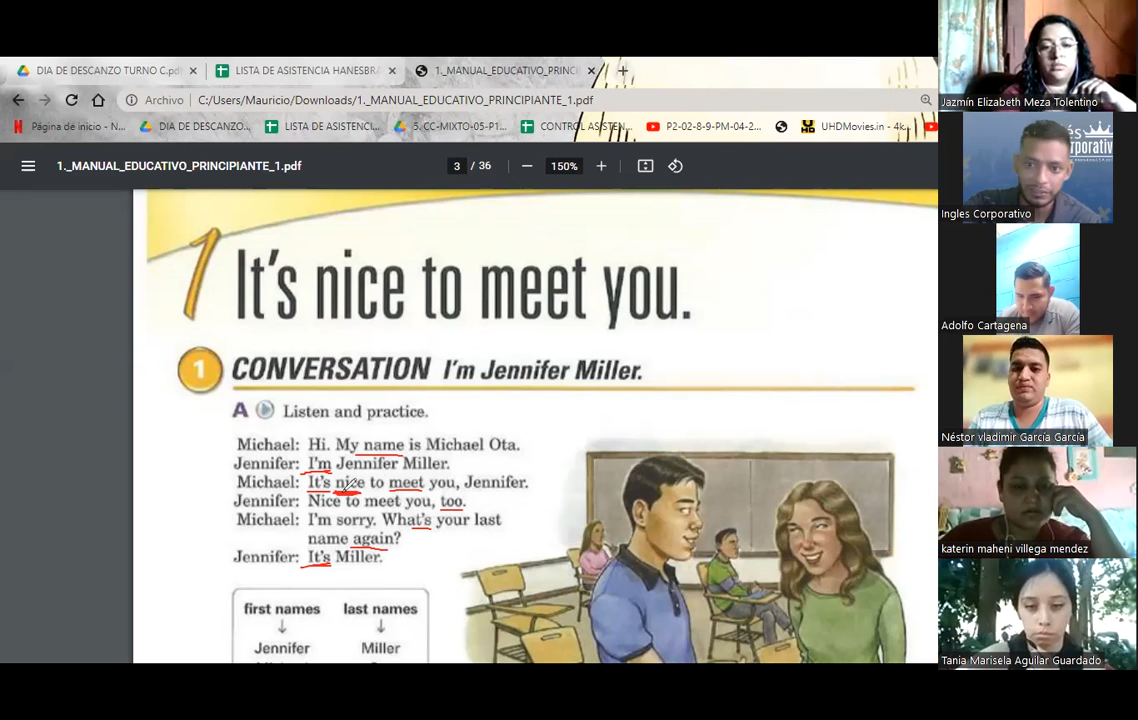 DIA DE DESCANZO TURNO C.pdf
LISTA DE ASISTENCIA HANESBRA
1._MANUAL_EDUCATIVO_PRINCI
Archivo C:/Users/Mauricio/Downloads/1._MANUAL_EDUCATIVO_PRINCIPIANTE_1.pdf
Página de inicio - N...
DIA DE DESCANZO...
LISTA DE ASISTENCI...
5. CC-MIXTO-05-P1...
CONTROL ASISTEN...
P2-02-8-9-PM-04-2...
UHDMovies.in - 4k...
1._MANUAL_EDUCATIVO_PRINCIPIANTE_1.pdf
3 / 36
150%
1 It's nice to meet you.
1 CONVERSATION I'm Jennifer Miller.
A Listen and practice.
Michael: Hi. My name is Michael Ota.
Jennifer: I'm Jennifer Miller.
Michael: It's nice to meet you, Jennifer.
Jennifer: Nice to meet you, too.
Michael: I'm sorry. What's your last
name again?
Jennifer: It's Miller.
first names last names
↓ ↓
Jennifer Miller
Jazmín Elizabeth Meza Tolentino
Ingles Corporativo
Adolfo Cartagena
Néstor vladimir García García
katerin maheni villega mendez
Tania Marisela Aguilar Guardado